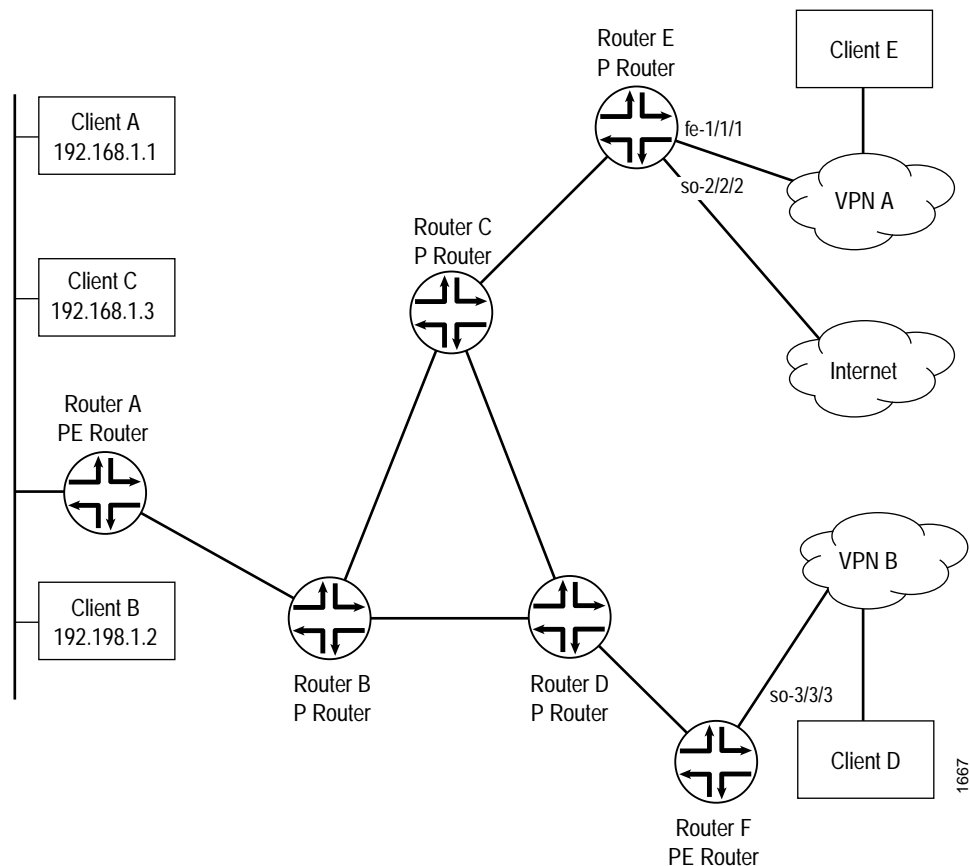 Router E
P Router
Client E
Client A
192.168.1.1
fe-1/1/1
so-2/2/2
VPN A
Router C
P Router
Client C
192.168.1.3
Internet
Router A
PE Router
VPN B
Client B
192.198.1.2
Router B
P Router
Router D
P Router
so-3/3/3
Client D
Router F
PE Router
1667